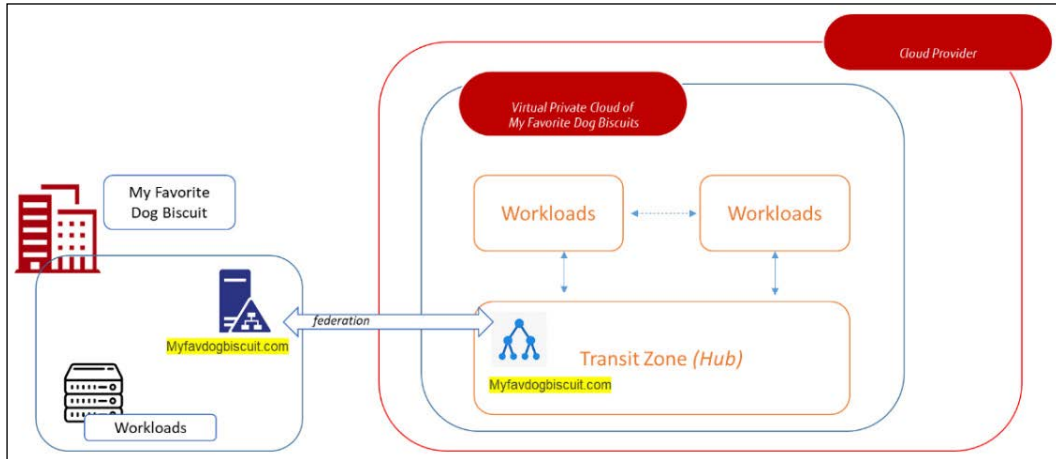 Cloud Provider
Virtual Private Cloud of
My Favorite Dog Biscuits
My Favorite
Dog Biscuit
Workloads
Workloads
federation
Myfavdogbiscuit.com
Transit Zone (Hub)
Myfavdogbiscuit.com
Workloads